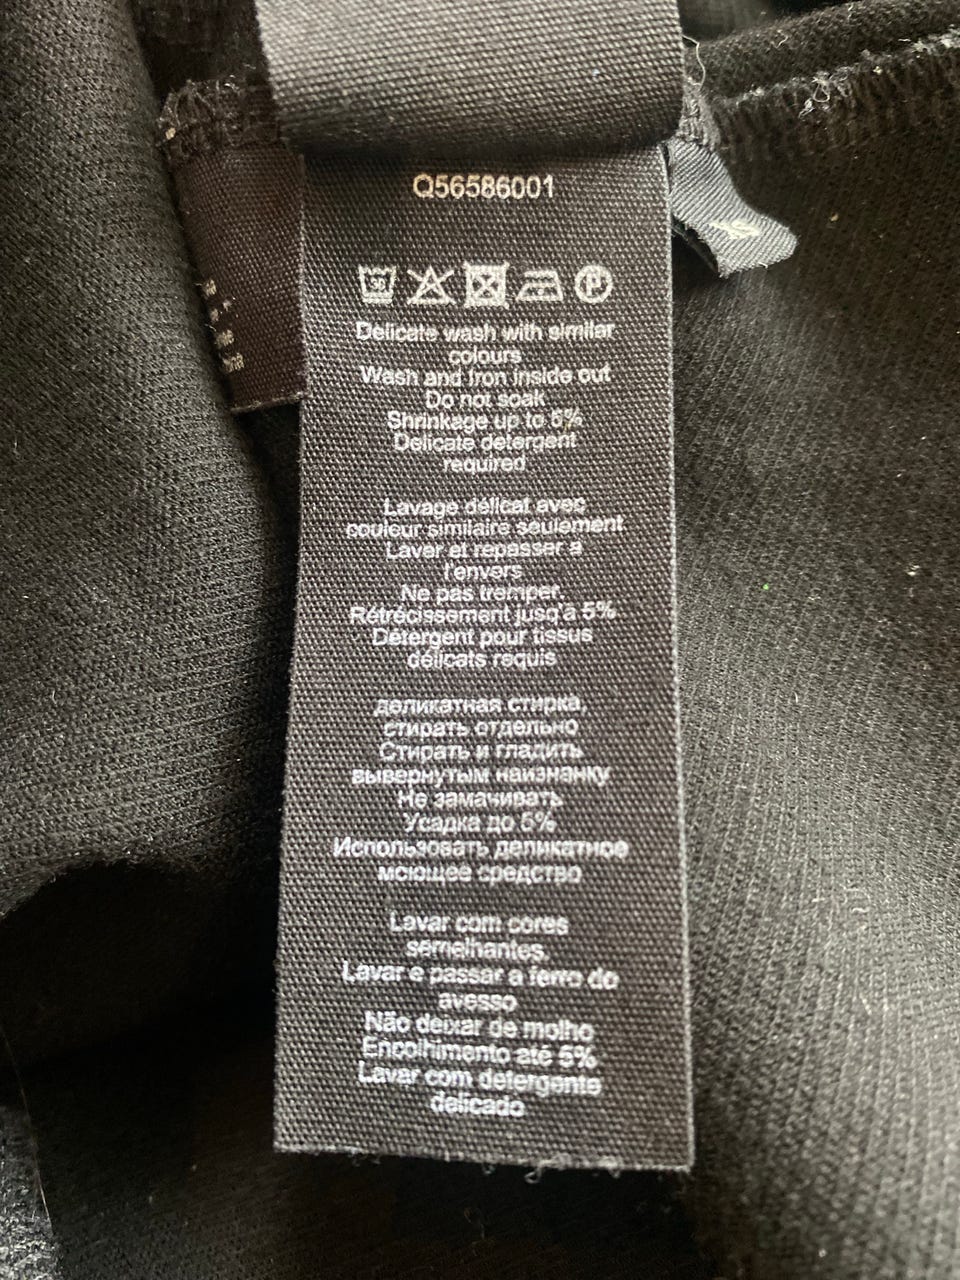 Q56586001
30
P
Delicate wash with similar
colours
Wash and Iron inside out
Do not soak
Shrinkage up to 5%
Delicate detergent
required
Lavage délicat avec
couleur similaire seulement
Laver et repasser a
l'envers
Ne pas tremper.
Rétrécissement jusq'à 5%
Détergent pour tissus
délicats requis
деликатная стирка,
стирать отдельно
Стирать и гладить
вывернутым наизнанку
Не замачивать
Усадка до 5%
Использовать деликатное
моющее средство
Lavar com cores
semelhantes.
Lavar e passar a ferro do
avesso
Não deixar de molho
Encolhimento até 5%
Lavar com detergente
delicado